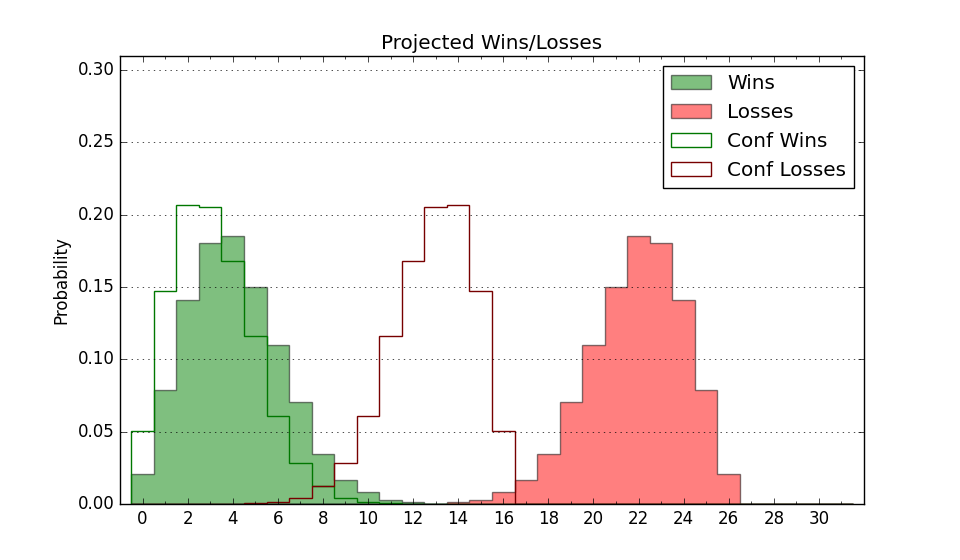 Projected Wins/Losses
Wins
Losses
Conf Wins
Conf Losses
Probability
0.30
0.25
0.20
0.15
0.10
0.05
0.00
0 2 4 6 8 10 12 14 16 18 20 22 24 26 28 30